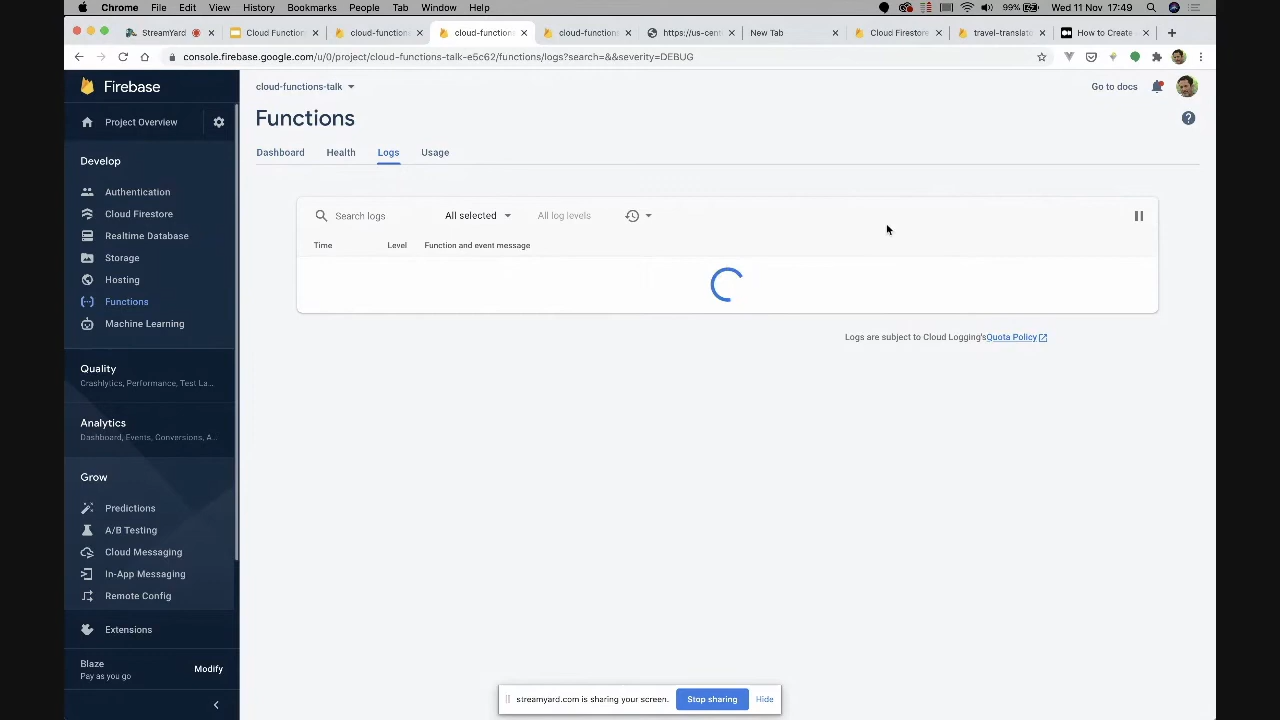 Chrome File Edit View History Bookmarks People Tab Window Help 99% Wed 11 Nov 17:49
StreamYard Cloud Function cloud-functions cloud-functions cloud-functions https://us-cent New Tab Cloud Firestore travel-translato How to Create
console.firebase.google.com/u/0/project/cloud-functions-talk-e5c62/functions/logs?search=&&severity=DEBUG
Firebase
cloud-functions-talk
Go to docs
Project Overview
Functions
Dashboard Health Logs Usage
Develop
Authentication
Cloud Firestore
Realtime Database
Storage
Hosting
Functions
Machine Learning
Search logs All selected All log levels
Time Level Function and event message
Logs are subject to Cloud Logging'sQuota Policy
Quality
Crashlytics, Performance, Test La...
Analytics
Dashboard, Events, Conversions, A...
Grow
Predictions
A/B Testing
Cloud Messaging
In-App Messaging
Remote Config
Extensions
Blaze
Pay as you go
Modify
streamyard.com is sharing your screen. Stop sharing Hide